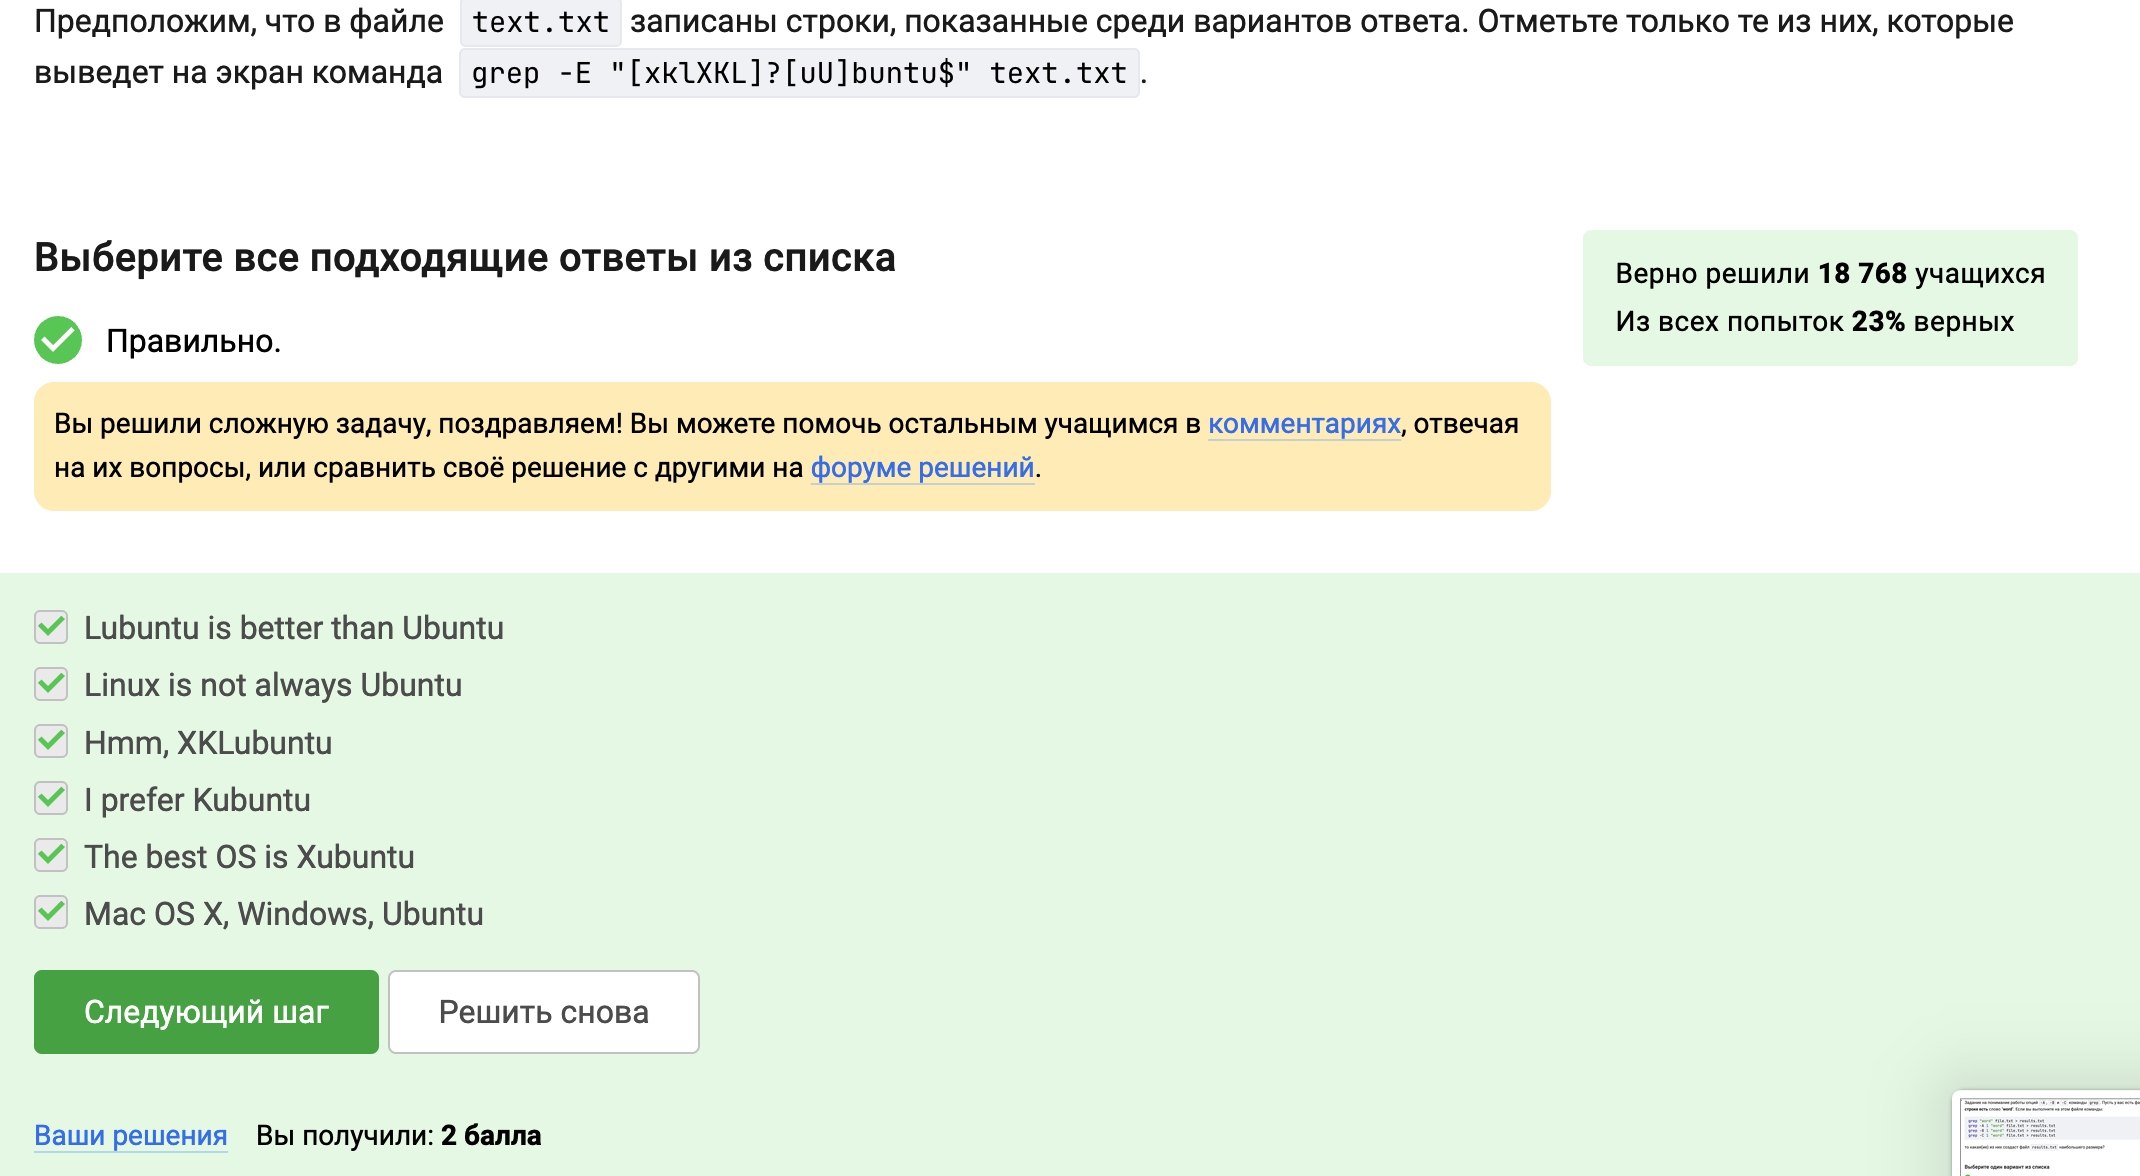 Предположим, что в файле text.txt записаны строки, показанные среди вариантов ответа. Отметьте только те из них, которые
выведет на экран команда grep -E "[xklXKL]?[uU]buntu$" text.txt.
Выберите все подходящие ответы из списка
Верно решили 18 768 учащихся
Из всех попыток 23% верных
Правильно.
Вы решили сложную задачу, поздравляем! Вы можете помочь остальным учащимся в комментариях, отвечая
на их вопросы, или сравнить своё решение с другими на форуме решений.
Lubuntu is better than Ubuntu
Linux is not always Ubuntu
Hmm, XKLubuntu
I prefer Kubuntu
The best OS is Xubuntu
Mac OS X, Windows, Ubuntu
Следующий шаг
Решить снова
Ваши решения Вы получили: 2 балла
Выберите один вариант из списка